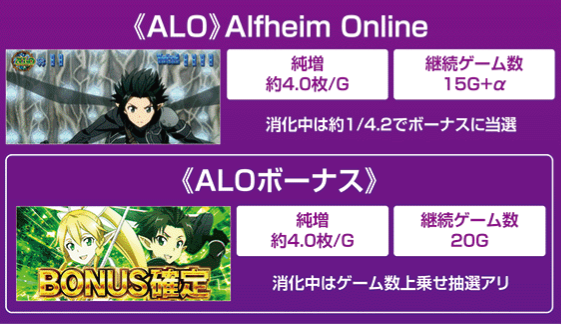 《ALO》Alfheim Online
純増
約4.0枚/G
継続ゲーム数
15G+α
消化中は約1/4.2でボーナスに当選
《ALOボーナス》
BONUS確定
純増
約4.0枚/G
継続ゲーム数
20G
消化中はゲーム数上乗せ抽選アリ